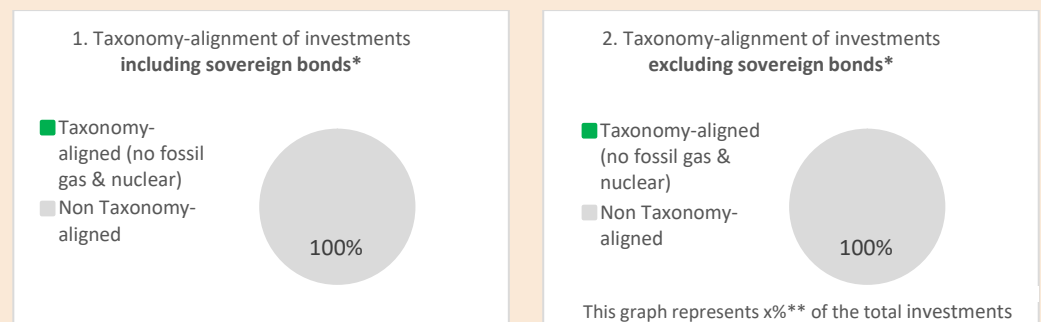 1. Taxonomy-alignment of investments
including sovereign bonds*
Taxonomy-
aligned (no fossil
gas & nuclear)
Non Taxonomy-
aligned
100%
2. Taxonomy-alignment of investments
excluding sovereign bonds*
Taxonomy-aligned
(no fossil gas &
nuclear)
Non Taxonomy-
aligned
100%
This graph represents x%** of the total investments